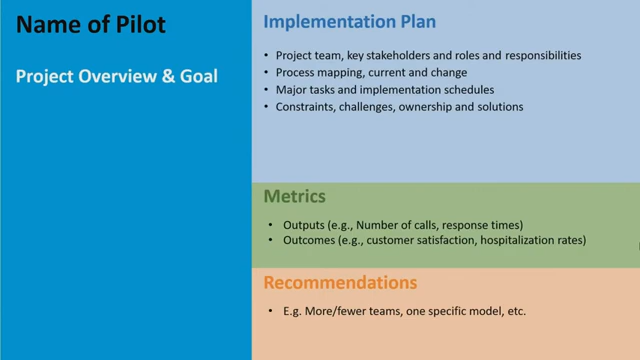 Name of Pilot
Project Overview & Goal
Implementation Plan
• Project team, key stakeholders and roles and responsibilities
• Process mapping, current and change
• Major tasks and implementation schedules
• Constraints, challenges, ownership and solutions
Metrics
• Outputs (e.g., Number of calls, response times)
• Outcomes (e.g., customer satisfaction, hospitalization rates)
Recommendations
• E.g. More/fewer teams, one specific model, etc.